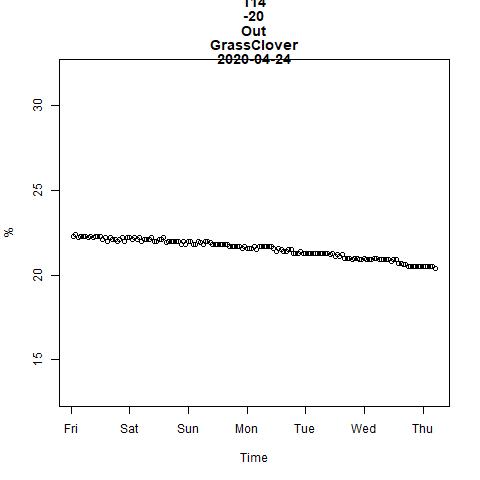 114
-20
Out
GrassClover
2020-04-24
%
30
25
20
15
Fri
Sat
Sun
Mon
Tue
Wed
Thu
Time